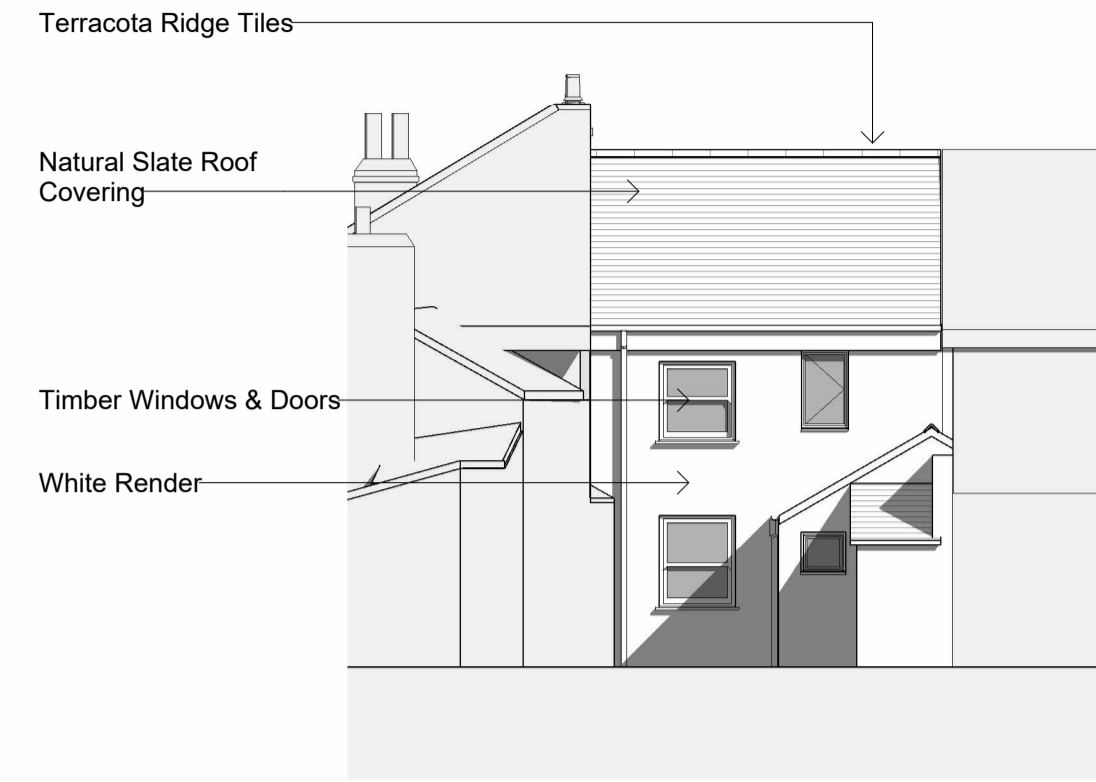 Terracota Ridge Tiles
Natural Slate Roof
Covering
Timber Windows & Doors
White Render